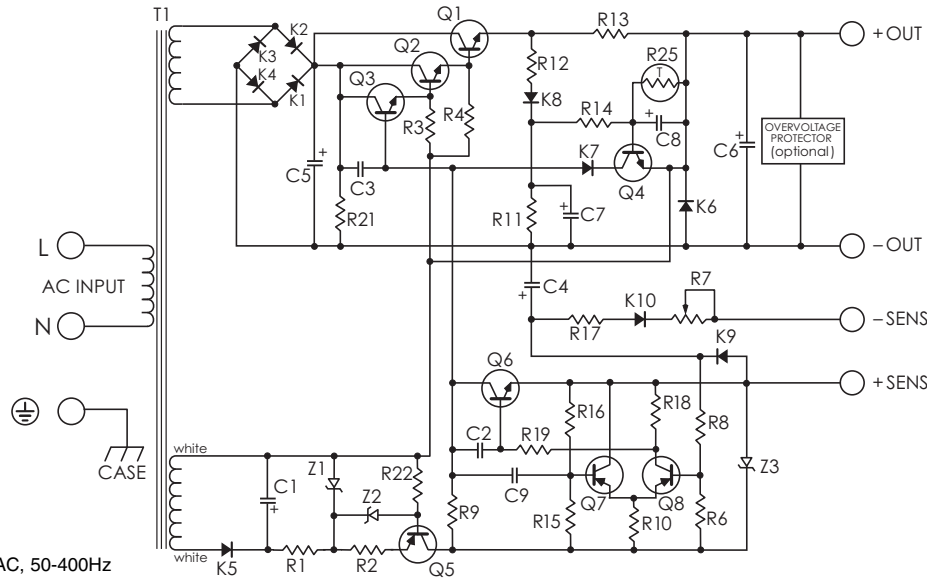 T1
K2
K3
K4
K1
Q1
Q2
Q3
R3
R4
C5
+
C3
R21
R13
R12
K8
R14
R25
T
+
C8
K7
Q4
R11
+
C7
K6
+
C6
OVERVOLTAGE
PROTECTOR
(optional)
+ OUT
– OUT
L
AC INPUT
N
CASE
+
C4
R17
K10
R7
– SENS
K9
+ SENS
Q6
R16
R18
R8
C2
R19
C9
Q7
Q8
Z3
R9
R15
R10
R6
white
C1
+
Z1
Z2
R22
white
K5
R1
R2
Q5
AC, 50-400Hz